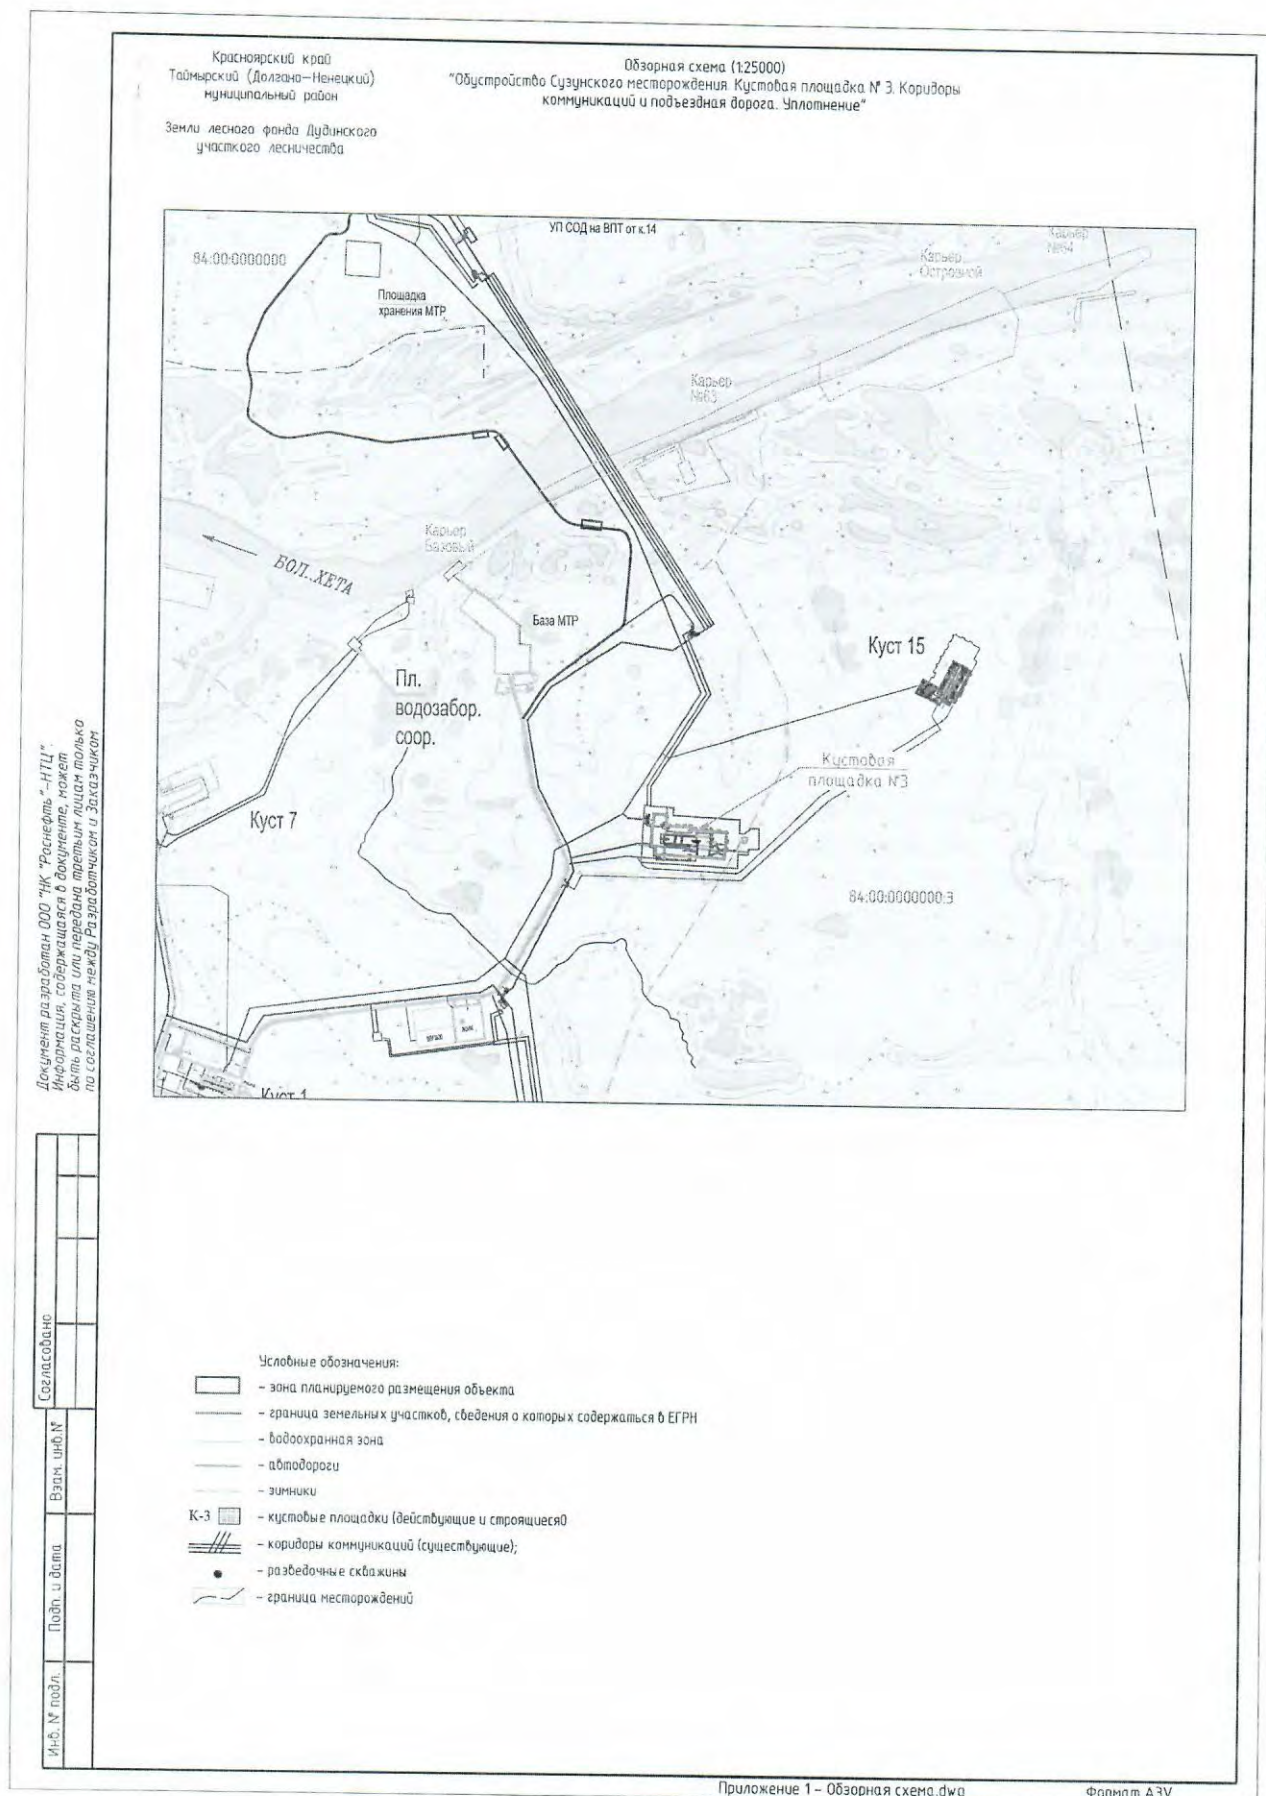 Красноярский край
Таймырский (Долгано-Ненецкий)
муниципальный район
Земли лесного фонда Дудинского
участкого лесничества
Обзорная схема (1:25000)
"Обустройство Сузунского месторождения. Кустовая площадка № 3. Коридоры
коммуникаций и подъездная дорога. Уплотнение"
УП СОД на ВПТ от к.14
84:00:0000000
Площадка
хранения МТР
Карьер
Островной
Карьер
№64
Карьер
№63
Карьер
Базовый
БОЛ. ХЕТА
База МТР
Куст 15
Пл.
водозабор.
соор.
Кустовая
площадка №3
Куст 7
84:00:0000000:3
Куст 1
Документ разработан ООО "НК "Роснефть"-НТЦ".
Информация, содержащаяся в документе, может
быть раскрыта или передана третьим лицам только
по соглашению между Разработчиком и Заказчиком
Согласовано
Взам. инв.№
Подп. и дата
Инв. № подл.
Условные обозначения:
- зона планируемого размещения объекта
- граница земельных участков, сведения о которых содержаться в ЕГРН
- водоохранная зона
- автодороги
- зимники
К-3 - кустовые площадки (действующие и строящиеся0
- коридоры коммуникаций (существующие);
- разведочные скважины
- граница месторождений
Приложение 1 - Обзорная схема.dwg
Формат А3V